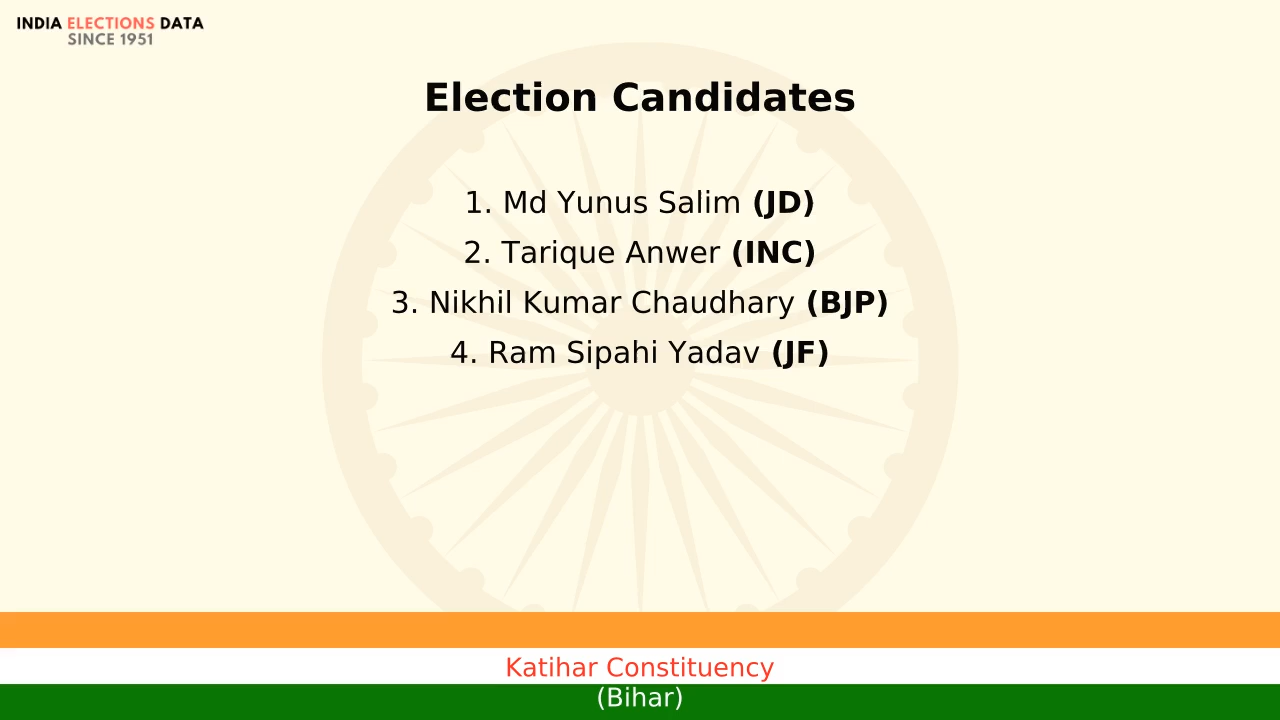 INDIA ELECTIONS DATA
SINCE 1951
Election Candidates
1. Md Yunus Salim (JD)
2. Tarique Anwer (INC)
3. Nikhil Kumar Chaudhary (BJP)
4. Ram Sipahi Yadav (JF)
Katihar Constituency
(Bihar)